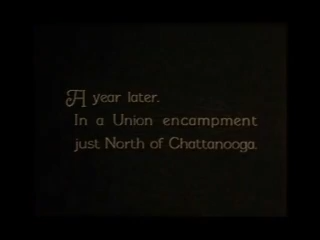 A year later.
In a Union encampment
just North of Chattanooga.